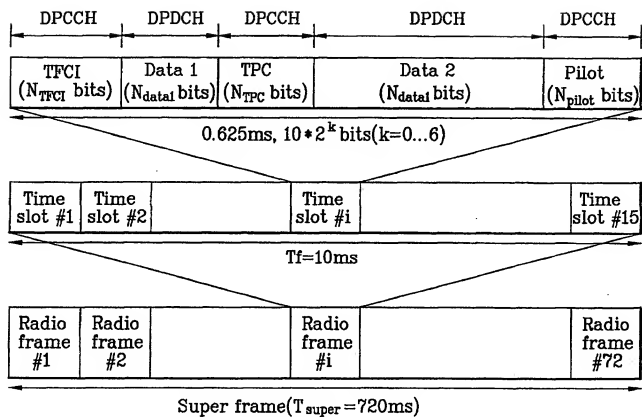 DPCCH DPDCH DPCCH DPDCH DPCCH
TFCI Data 1 TPC Data 2 Pilot
(N_TFCI bits) (N_data1 bits) (N_TPC bits) (N_data1 bits) (N_pilot bits)
0.625ms, 10*2^k bits(k=0...6)
Time Time Time Time
slot #1 slot #2 slot #i slot #15
Tf=10ms
Radio Radio Radio Radio
frame frame frame frame
#1 #2 #i #72
Super frame(T_super=720ms)